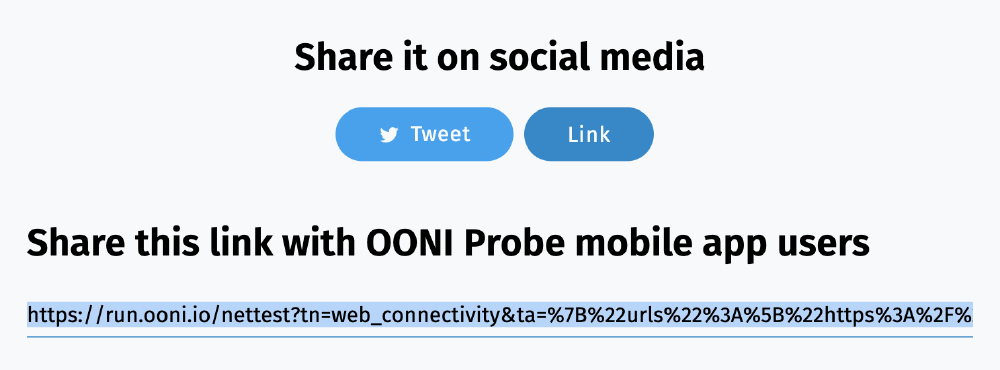 Share it on social media
Tweet Link
Share this link with OONI Probe mobile app users
https://run.ooni.io/nettest?tn=web_connectivity&ta=%7B%22urls%22%3A%5B%22https%3A%2F%